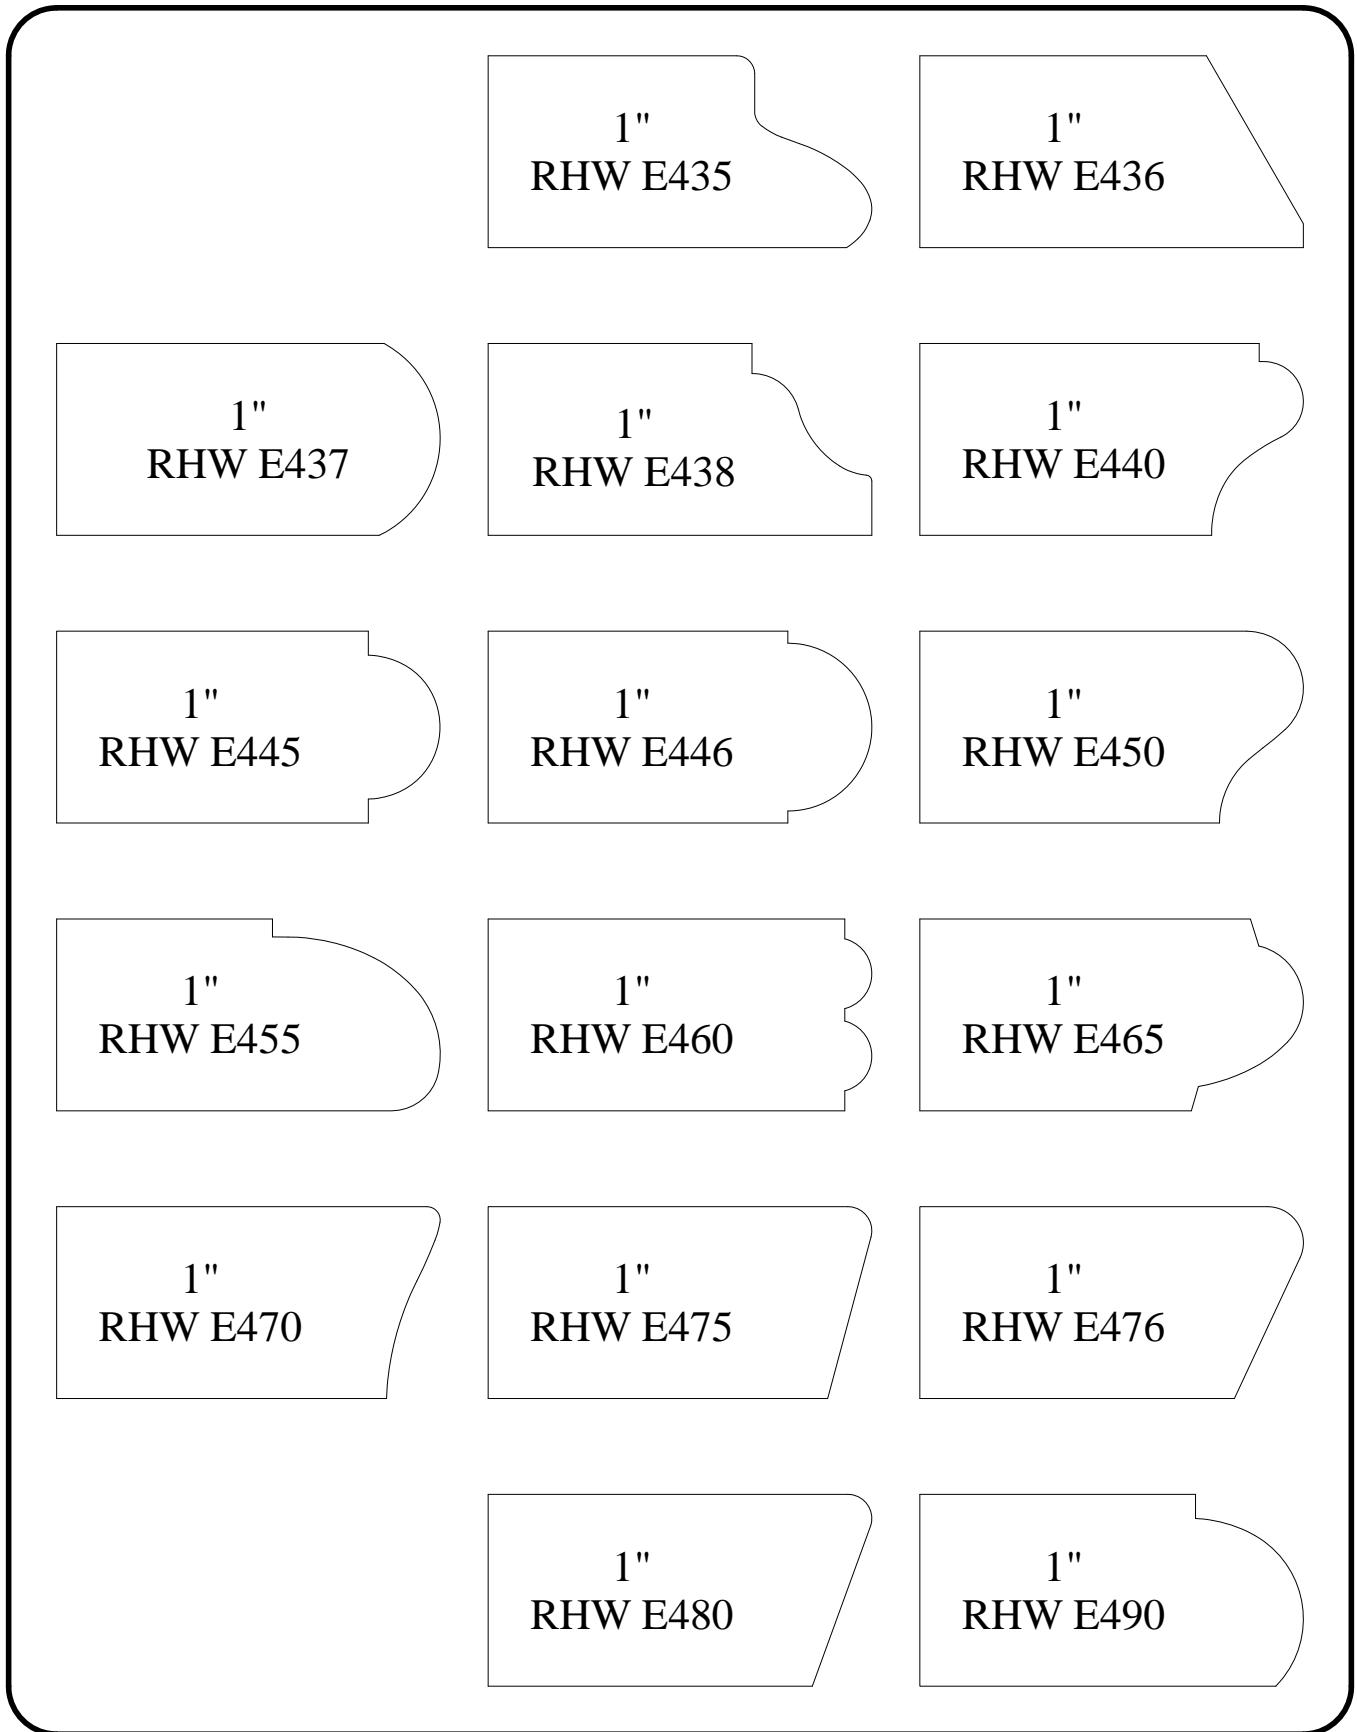 1"
RHW E435
1"
RHW E436
1"
RHW E437
1"
RHW E438
1"
RHW E440
1"
RHW E445
1"
RHW E446
1"
RHW E450
1"
RHW E455
1"
RHW E460
1"
RHW E465
1"
RHW E470
1"
RHW E475
1"
RHW E476
1"
RHW E480
1"
RHW E490